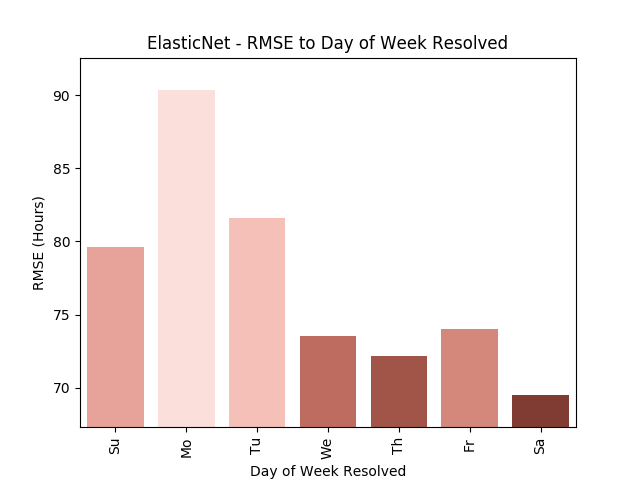 ElasticNet - RMSE to Day of Week Resolved
RMSE (Hours)
90
85
80
75
70
Su
Mo
Tu
We
Th
Fr
Sa
Day of Week Resolved